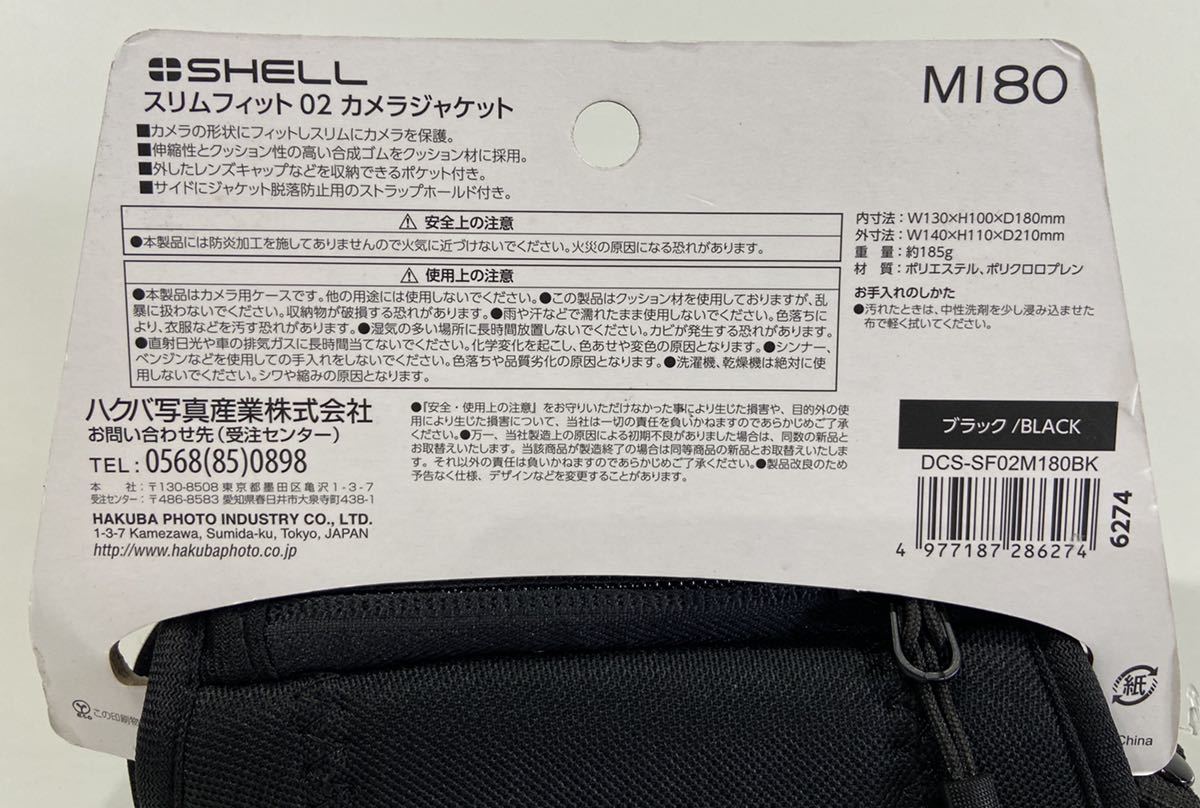 SHELL
スリムフィット 02 カメラジャケット
M180
■カメラの形状にフィットしスリムにカメラを保護。
■伸縮性とクッション性の高い合成ゴムをクッション材に採用。
■外したレンズキャップなどを収納できるポケット付き。
■サイドにジャケット脱落防止用のストラップホールド付き。
⚠ 安全上の注意
●本製品には防炎加工を施してありませんので火気に近づけないでください。火災の原因になる恐れがあります。
⚠ 使用上の注意
●本製品はカメラ用ケースです。他の用途には使用しないでください。●この製品はクッション材を使用しておりますが、乱
暴に扱わないでください。収納物が破損する恐れがあります。●雨や汗などで濡れたまま使用しないでください。色落ちに
より、衣服などを汚す恐れがあります。●湿気の多い場所に長時間放置しないでください。カビが発生する恐れがあります。
●直射日光や車の排気ガスに長時間当てないでください。化学変化を起こし、色あせや変色の原因となります。●シンナー、
ベンジンなどを使用しての手入れをしないでください。色落ちや品質劣化の原因となります。●洗濯機、乾燥機は絶対に使
用しないでください。シワや縮みの原因となります。
内寸法：W130×H100×D180mm
外寸法：W140×H110×D210mm
重 量：約185g
材 質：ポリエステル、ポリクロロプレン
お手入れのしかた
●汚れたときは、中性洗剤を少し浸み込ませた
布で軽く拭いてください。
ハクバ写真産業株式会社
お問い合わせ先（受注センター）
TEL：0568(85)0898
本 社：〒130-8508 東京都墨田区亀沢1-3-7
受注センター：〒486-8583 愛知県春日井市大泉寺町438-1
HAKUBA PHOTO INDUSTRY CO., LTD.
1-3-7 Kamezawa, Sumida-ku, Tokyo, JAPAN
http://www.hakubaphoto.co.jp
●『安全・使用上の注意』をお守りいただけなかった事により生じた損害や、目的外の使
用により生じた損害について、当社は一切の責任を負いかねますのであらかじめご了承
ください。●万一、当社製造上の原因による初期不良がありました場合は、同数の新品と
お取替えいたします。当該商品が製造終了の場合は同等商品の新品とお取替えいたしま
す。それ以外の責任は負いかねますのであらかじめご了承ください。●製品改良のため
予告なく仕様、デザインなどを変更することがあります。
ブラック /BLACK
DCS-SF02M180BK
4 977187 286274
6274
eco この印刷物
紙
China